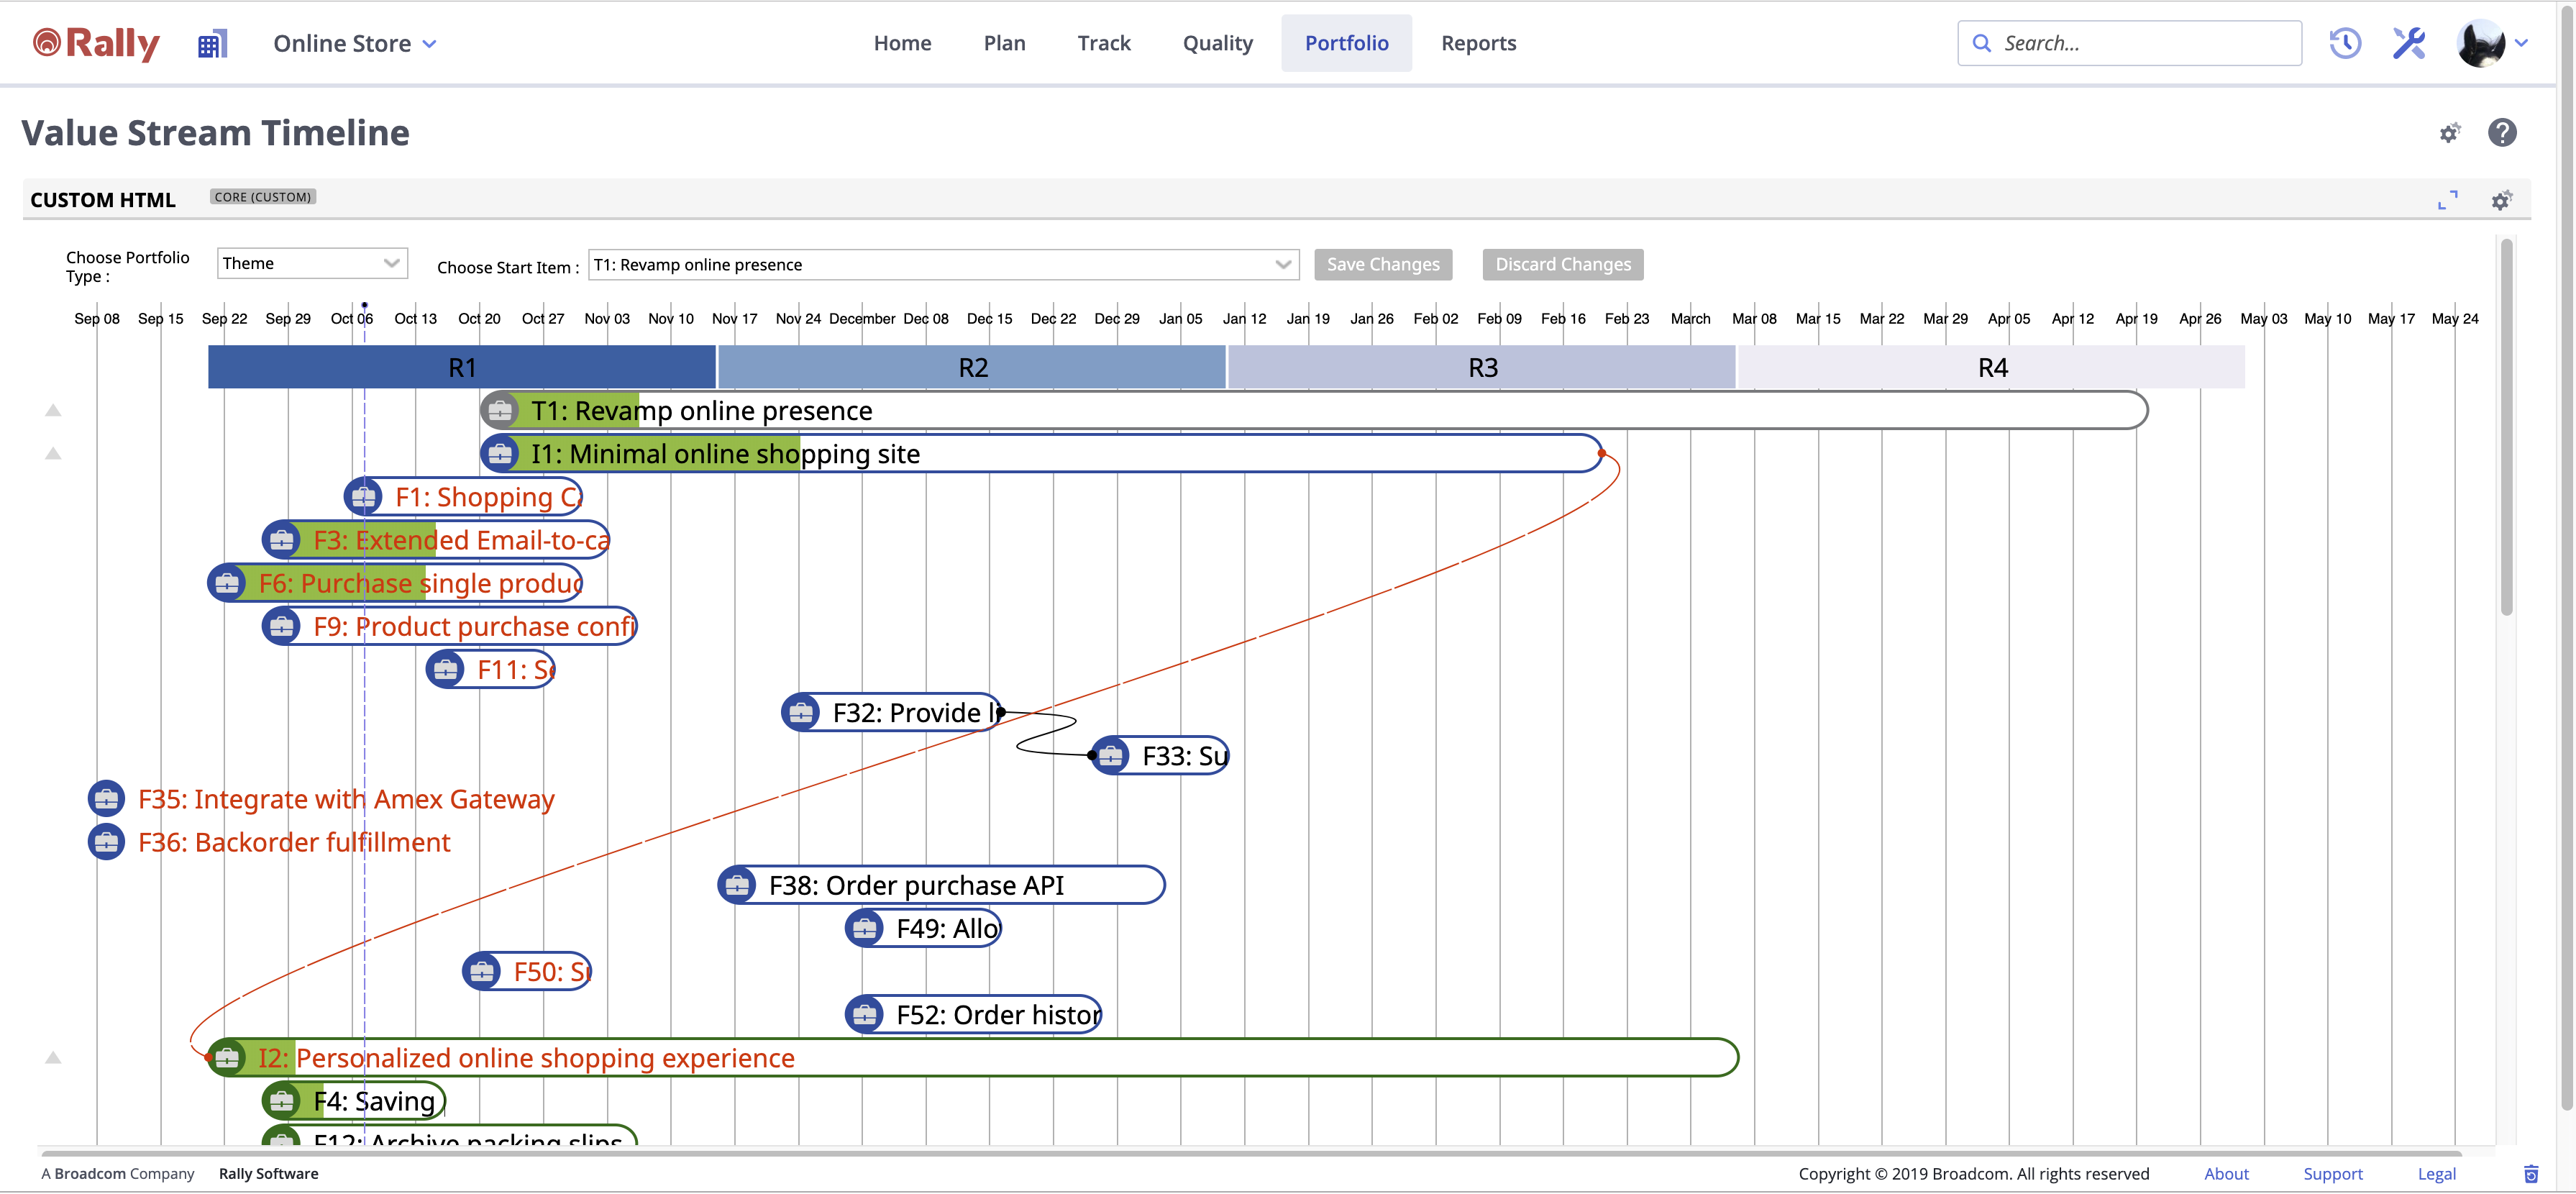 Rally Online Store Home Plan Track Quality Portfolio Reports Search...
Value Stream Timeline
CUSTOM HTML CORE (CUSTOM)
Choose Portfolio Type : Theme Choose Start Item : T1: Revamp online presence Save Changes Discard Changes
Sep 08 Sep 15 Sep 22 Sep 29 Oct 06 Oct 13 Oct 20 Oct 27 Nov 03 Nov 10 Nov 17 Nov 24 December Dec 08 Dec 15 Dec 22 Dec 29 Jan 05 Jan 12 Jan 19 Jan 26 Feb 02 Feb 09 Feb 16 Feb 23 March Mar 08 Mar 15 Mar 22 Mar 29 Apr 05 Apr 12 Apr 19 Apr 26 May 03 May 10 May 17 May 24
R1 R2 R3 R4
T1: Revamp online presence
I1: Minimal online shopping site
F1: Shopping
F3: Extended Email-to-ca
F6: Purchase single produc
F9: Product purchase confi
F11:
F32: Provide
F33: Su
F35: Integrate with Amex Gateway
F36: Backorder fulfillment
F38: Order purchase API
F49: Allo
F50:
F52: Order histor
I2: Personalized online shopping experience
F4: Saving
F12: Archive packing slips
A Broadcom Company Rally Software Copyright © 2019 Broadcom. All rights reserved About Support Legal